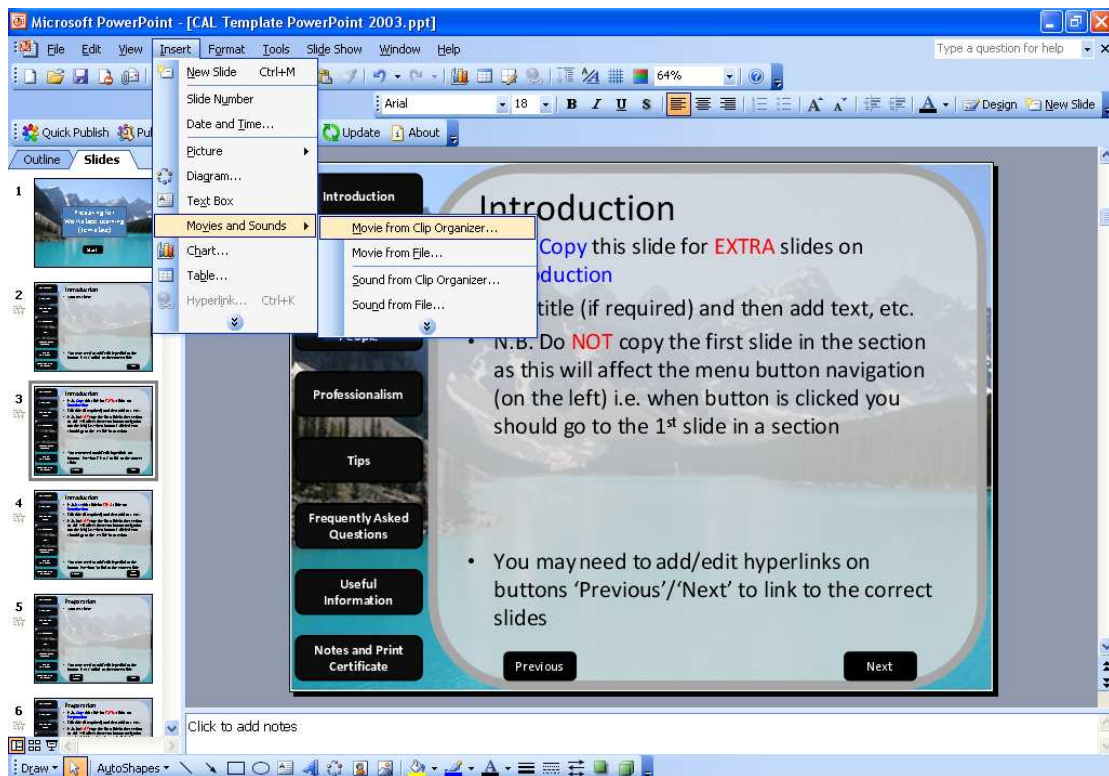 Microsoft PowerPoint - [CAL Template PowerPoint 2003.ppt]
File Edit View Insert Format Tools Slide Show Window Help
Type a question for help
64%
Arial 18 B I U S Design New Slide
Quick Publish Update About
Outline Slides
New Slide Ctrl+M
Slide Number
Date and Time...
Picture
Diagram...
Text Box
Movies and Sounds
Chart...
Table...
Hyperlink... Ctrl+K
Movie from Clip Organizer...
Movie from File...
Sound from Clip Organizer...
Sound from File...
1
2
3
4
5
6
Introduction
Professionalism
Tips
Frequently Asked
Questions
Useful
Information
Notes and Print
Certificate
Introduction
Copy this slide for EXTRA slides on
title (if required) and then add text, etc.
• N.B. Do NOT copy the first slide in the section
as this will affect the menu button navigation
(on the left) i.e. when button is clicked you
should go to the 1st slide in a section
• You may need to add/edit hyperlinks on
buttons ‘Previous’/‘Next’ to link to the correct
slides
Previous Next
Click to add notes
Draw AutoShapes